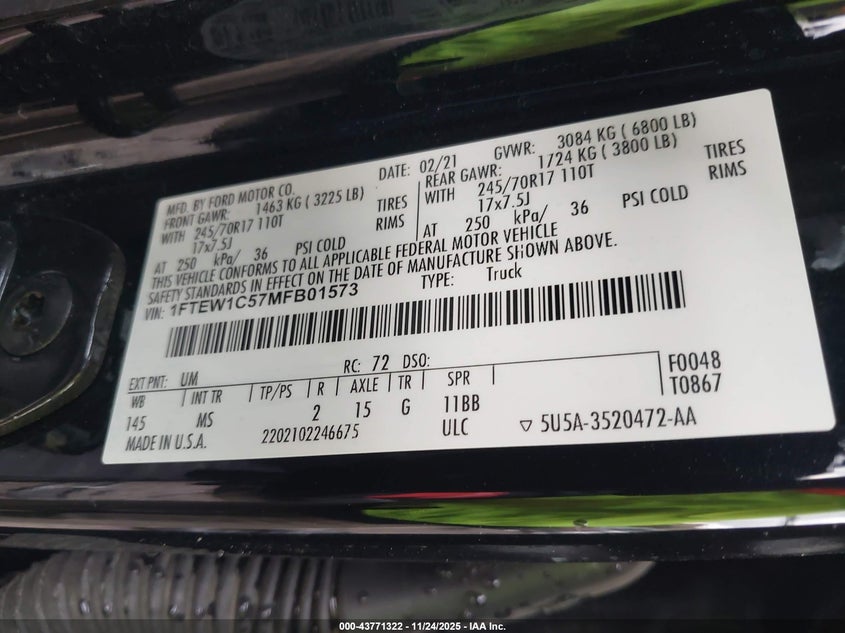 MFD. BY FORD MOTOR CO. DATE: 02/21 GVWR: 3084 KG ( 6800 LB)
FRONT GAWR: 1463 KG ( 3225 LB) REAR GAWR: 1724 KG ( 3800 LB)
WITH 245/70R17 110T TIRES WITH 245/70R17 110T TIRES
17x7.5J RIMS 17x7.5J RIMS
AT 250 kPa/ 36 PSI COLD AT 250 kPa/ 36 PSI COLD
THIS VEHICLE CONFORMS TO ALL APPLICABLE FEDERAL MOTOR VEHICLE
SAFETY STANDARDS IN EFFECT ON THE DATE OF MANUFACTURE SHOWN ABOVE.
VIN: 1FTEW1C57MFB01573 TYPE: Truck
EXT PNT: UM RC: 72 DSO: F0048
WB INT TR TP/PS R AXLE TR SPR T0867
145 MS 2 15 G 11BB
MADE IN U.S.A. 2202102246675 ULC ▽ 5U5A-3520472-AA
000-43771322 - 11/24/2025 - IAA Inc.